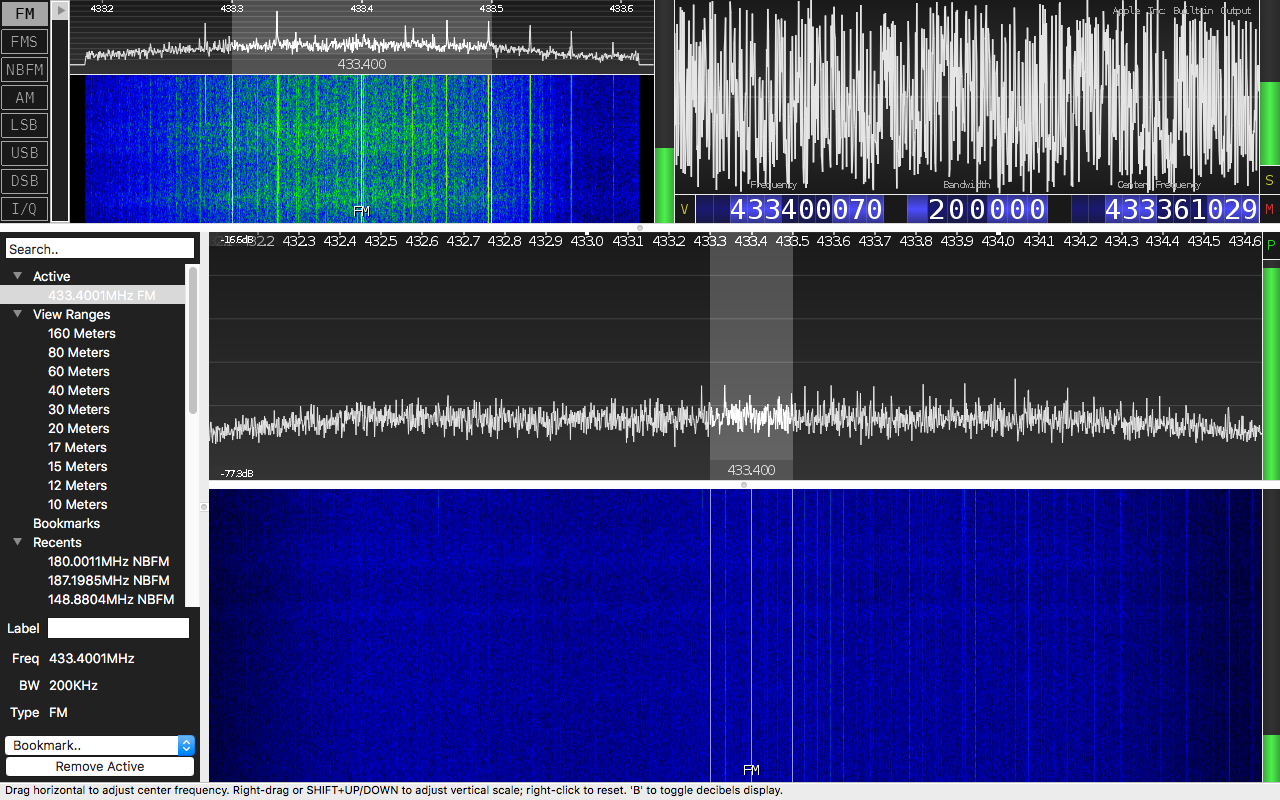 FM
FMS
NBFM
AM
LSB
USB
DSB
I/Q
433.2 433.3 433.4 433.5 433.6
433.400
FM
Apple Inc: Built-in Output
Frequency Bandwidth Center Frequency
V 433400070 200000 433361029
S
M
Search..
Active
433.4001MHz FM
View Ranges
160 Meters
80 Meters
60 Meters
40 Meters
30 Meters
20 Meters
17 Meters
15 Meters
12 Meters
10 Meters
Bookmarks
Recents
180.0011MHz NBFM
187.1985MHz NBFM
148.8804MHz NBFM
Label
Freq 433.4001MHz
BW 200KHz
Type FM
Bookmark..
Remove Active
-16.6dB 432.3 432.4 432.5 432.6 432.7 432.8 432.9 433.0 433.1 433.2 433.3 433.4 433.5 433.6 433.7 433.8 433.9 434.0 434.1 434.2 434.3 434.4 434.5 434.6
P
433.400
-77.3dB
FM
Drag horizontal to adjust center frequency. Right-drag or SHIFT+UP/DOWN to adjust vertical scale; right-click to reset. 'B' to toggle decibels display.